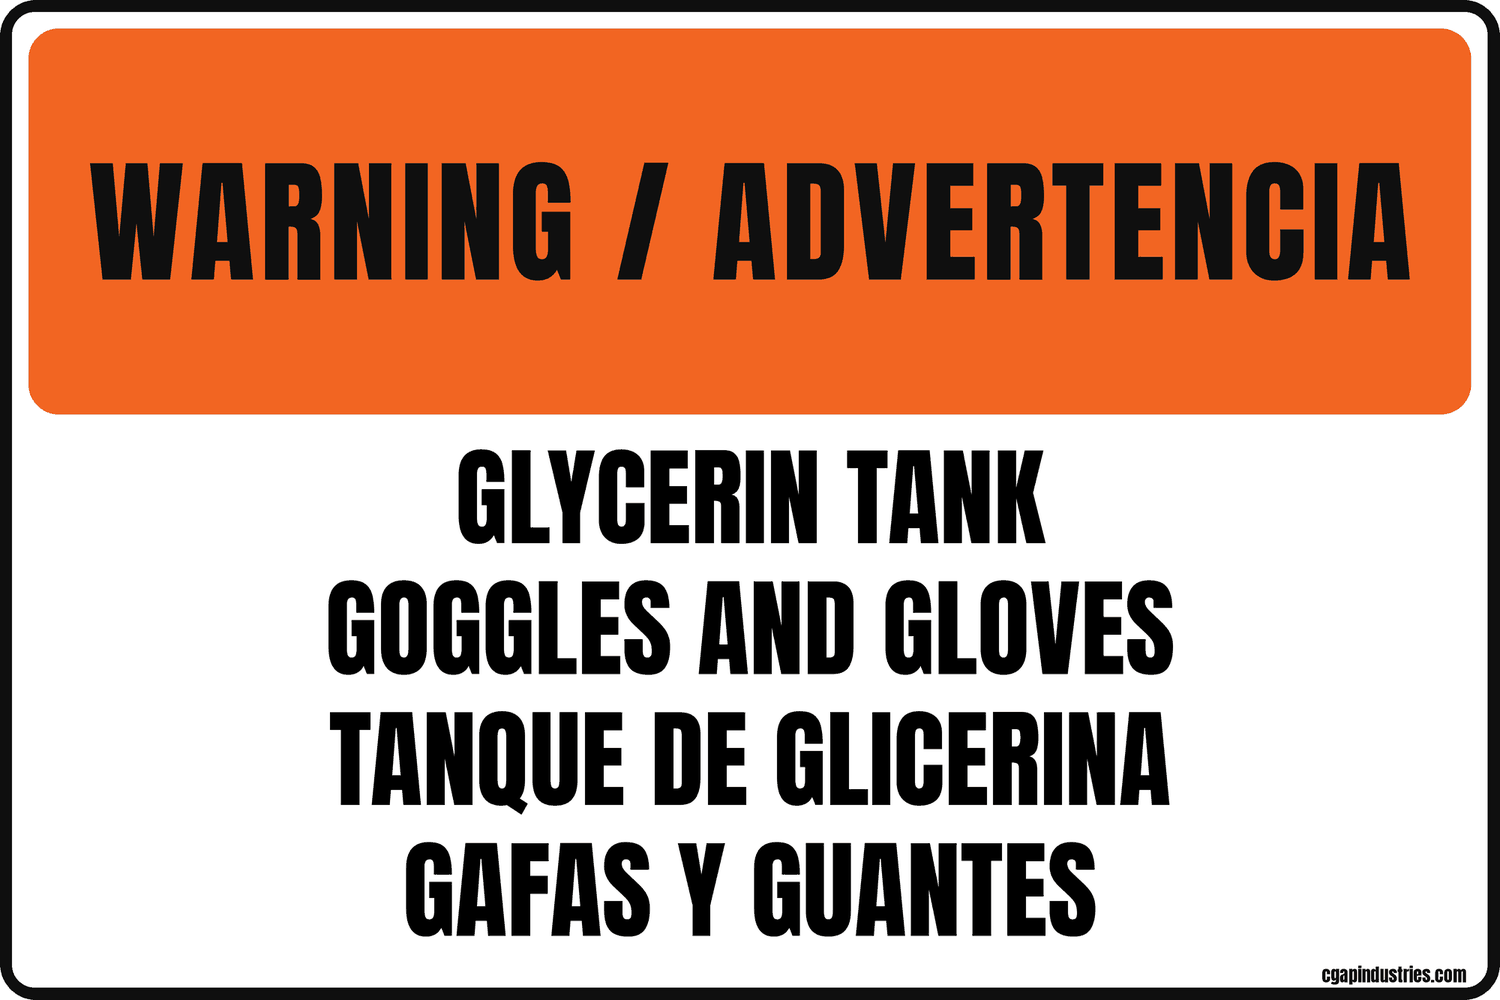 WARNING / ADVERTENCIA
GLYCERIN TANK
GOGGLES AND GLOVES
TANQUE DE GLICERINA
GAFAS Y GUANTES
cgapindustries.com